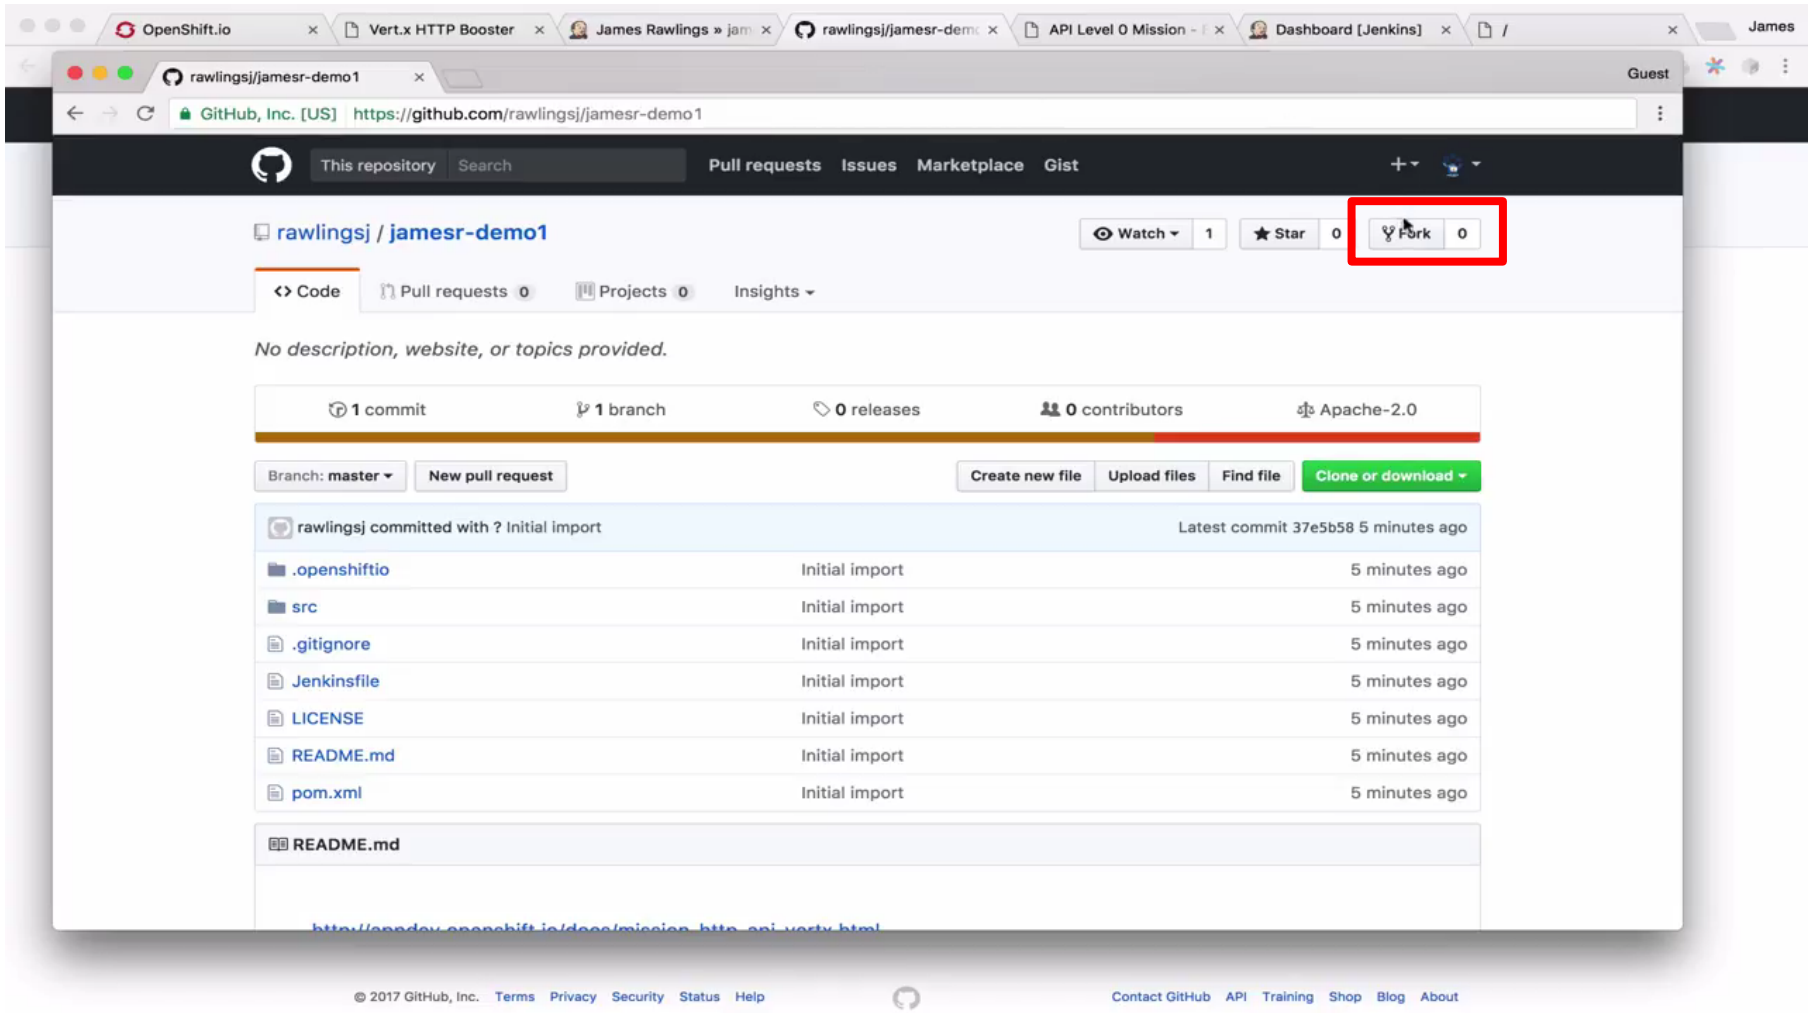 OpenShift.io × Vert.x HTTP Booster × James Rawlings » jam × rawlingsj/jamesr-demo × API Level 0 Mission - × Dashboard [Jenkins] × / × James
rawlingsj/jamesr-demo1 × Guest
GitHub, Inc. [US] https://github.com/rawlingsj/jamesr-demo1
This repository Search Pull requests Issues Marketplace Gist
rawlingsj / jamesr-demo1 Watch 1 Star 0 Fork 0
Code Pull requests 0 Projects 0 Insights
No description, website, or topics provided.
1 commit 1 branch 0 releases 0 contributors Apache-2.0
Branch: master New pull request Create new file Upload files Find file Clone or download
rawlingsj committed with ? Initial import Latest commit 37e5b58 5 minutes ago
.openshiftio Initial import 5 minutes ago
src Initial import 5 minutes ago
.gitignore Initial import 5 minutes ago
Jenkinsfile Initial import 5 minutes ago
LICENSE Initial import 5 minutes ago
README.md Initial import 5 minutes ago
pom.xml Initial import 5 minutes ago
README.md
http://appdev.openshift.io/docs/mission_http_api_vertx.html
© 2017 GitHub, Inc. Terms Privacy Security Status Help Contact GitHub API Training Shop Blog About